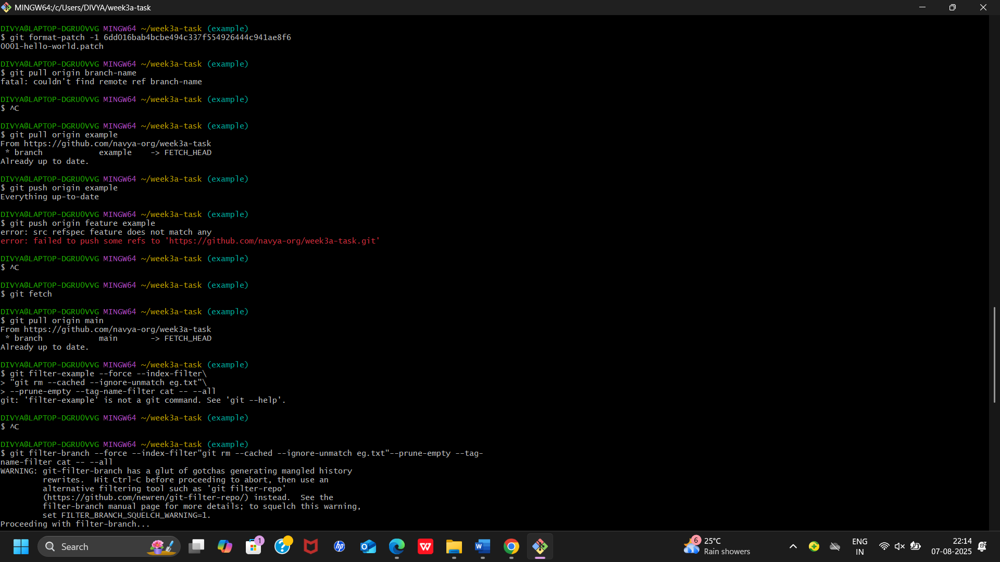 MINGW64:/c/Users/DIVYA/week3a-task
DIVYA@LAPTOP-DGRU0VVG MINGW64 ~/week3a-task (example)
$ git format-patch -1 6dd016bab4bcbe494c337f554926444c941ae8f6
0001-hello-world.patch
DIVYA@LAPTOP-DGRU0VVG MINGW64 ~/week3a-task (example)
$ git pull origin branch-name
fatal: couldn't find remote ref branch-name
DIVYA@LAPTOP-DGRU0VVG MINGW64 ~/week3a-task (example)
$ ^C
DIVYA@LAPTOP-DGRU0VVG MINGW64 ~/week3a-task (example)
$ git pull origin example
From https://github.com/navya-org/week3a-task
 * branch            example    -> FETCH_HEAD
Already up to date.
DIVYA@LAPTOP-DGRU0VVG MINGW64 ~/week3a-task (example)
$ git push origin example
Everything up-to-date
DIVYA@LAPTOP-DGRU0VVG MINGW64 ~/week3a-task (example)
$ git push origin feature example
error: src refspec feature does not match any
error: failed to push some refs to 'https://github.com/navya-org/week3a-task.git'
DIVYA@LAPTOP-DGRU0VVG MINGW64 ~/week3a-task (example)
$ ^C
DIVYA@LAPTOP-DGRU0VVG MINGW64 ~/week3a-task (example)
$ git fetch
DIVYA@LAPTOP-DGRU0VVG MINGW64 ~/week3a-task (example)
$ git pull origin main
From https://github.com/navya-org/week3a-task
 * branch            main       -> FETCH_HEAD
Already up to date.
DIVYA@LAPTOP-DGRU0VVG MINGW64 ~/week3a-task (example)
$ git filter-example --force --index-filter\
> "git rm --cached --ignore-unmatch eg.txt"\
> --prune-empty --tag-name-filter cat -- --all
git: 'filter-example' is not a git command. See 'git --help'.
DIVYA@LAPTOP-DGRU0VVG MINGW64 ~/week3a-task (example)
$ ^C
DIVYA@LAPTOP-DGRU0VVG MINGW64 ~/week3a-task (example)
$ git filter-branch --force --index-filter"git rm --cached --ignore-unmatch eg.txt"--prune-empty --tag-
name-filter cat -- --all
WARNING: git-filter-branch has a glut of gotchas generating mangled history
         rewrites.  Hit Ctrl-C before proceeding to abort, then use an
         alternative filtering tool such as 'git filter-repo'
         (https://github.com/newren/git-filter-repo/) instead.  See the
         filter-branch manual page for more details; to squelch this warning,
         set FILTER_BRANCH_SQUELCH_WARNING=1.
Proceeding with filter-branch...
Search
1
hp
W
W
6
25°C
Rain showers
ENG
IN
22:14
07-08-2025